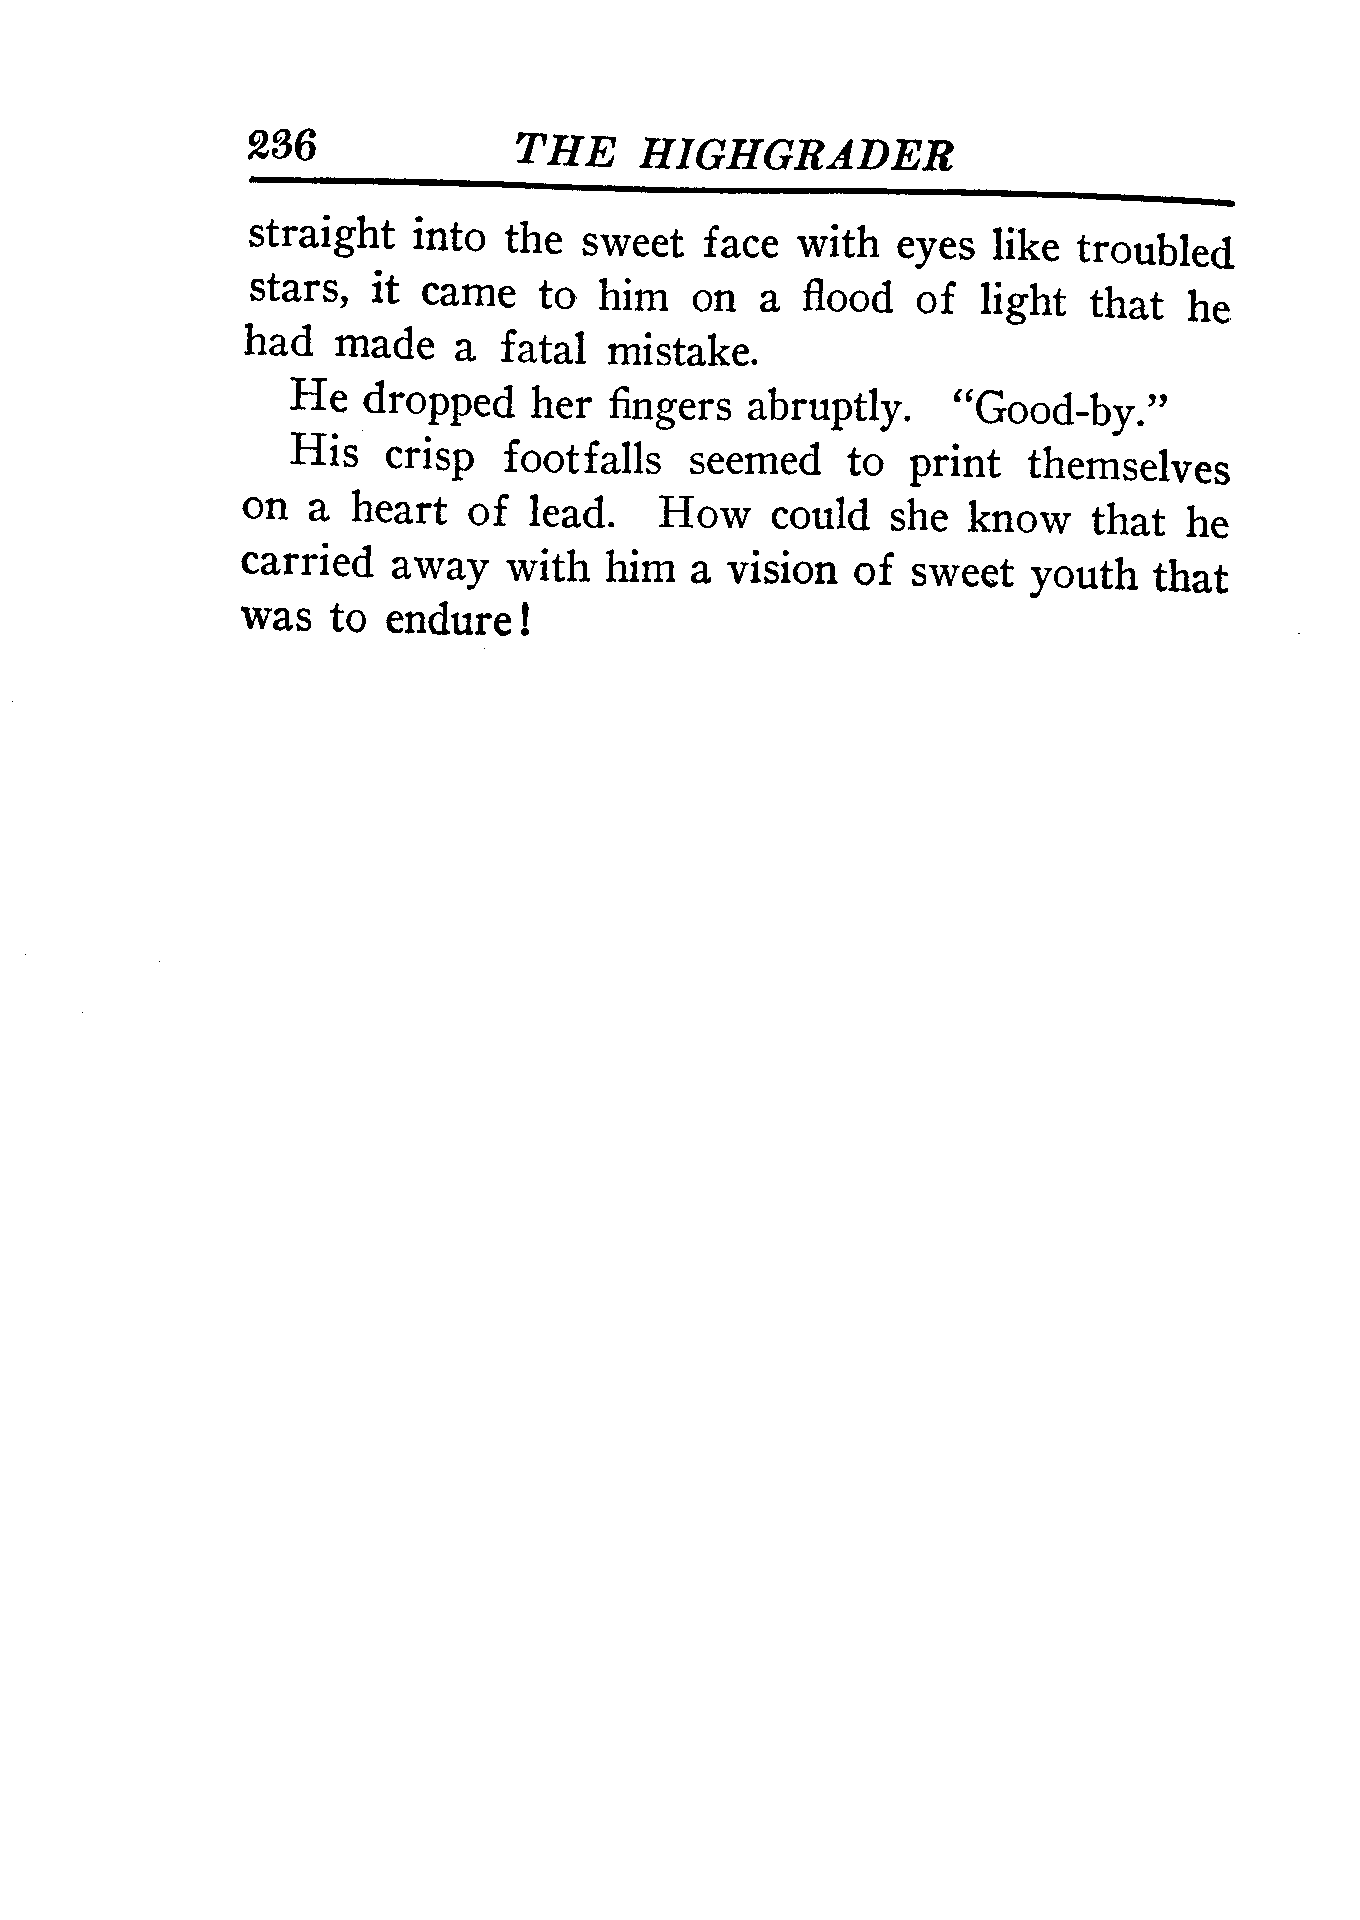 236 THE HIGHGRADER
straight into the sweet face with eyes like troubled
stars, it came to him on a flood of light that he
had made a fatal mistake.
He dropped her fingers abruptly. “Good-by.”
His crisp footfalls seemed to print themselves
on a heart of lead. How could she know that he
carried away with him a vision of sweet youth that
was to endure!